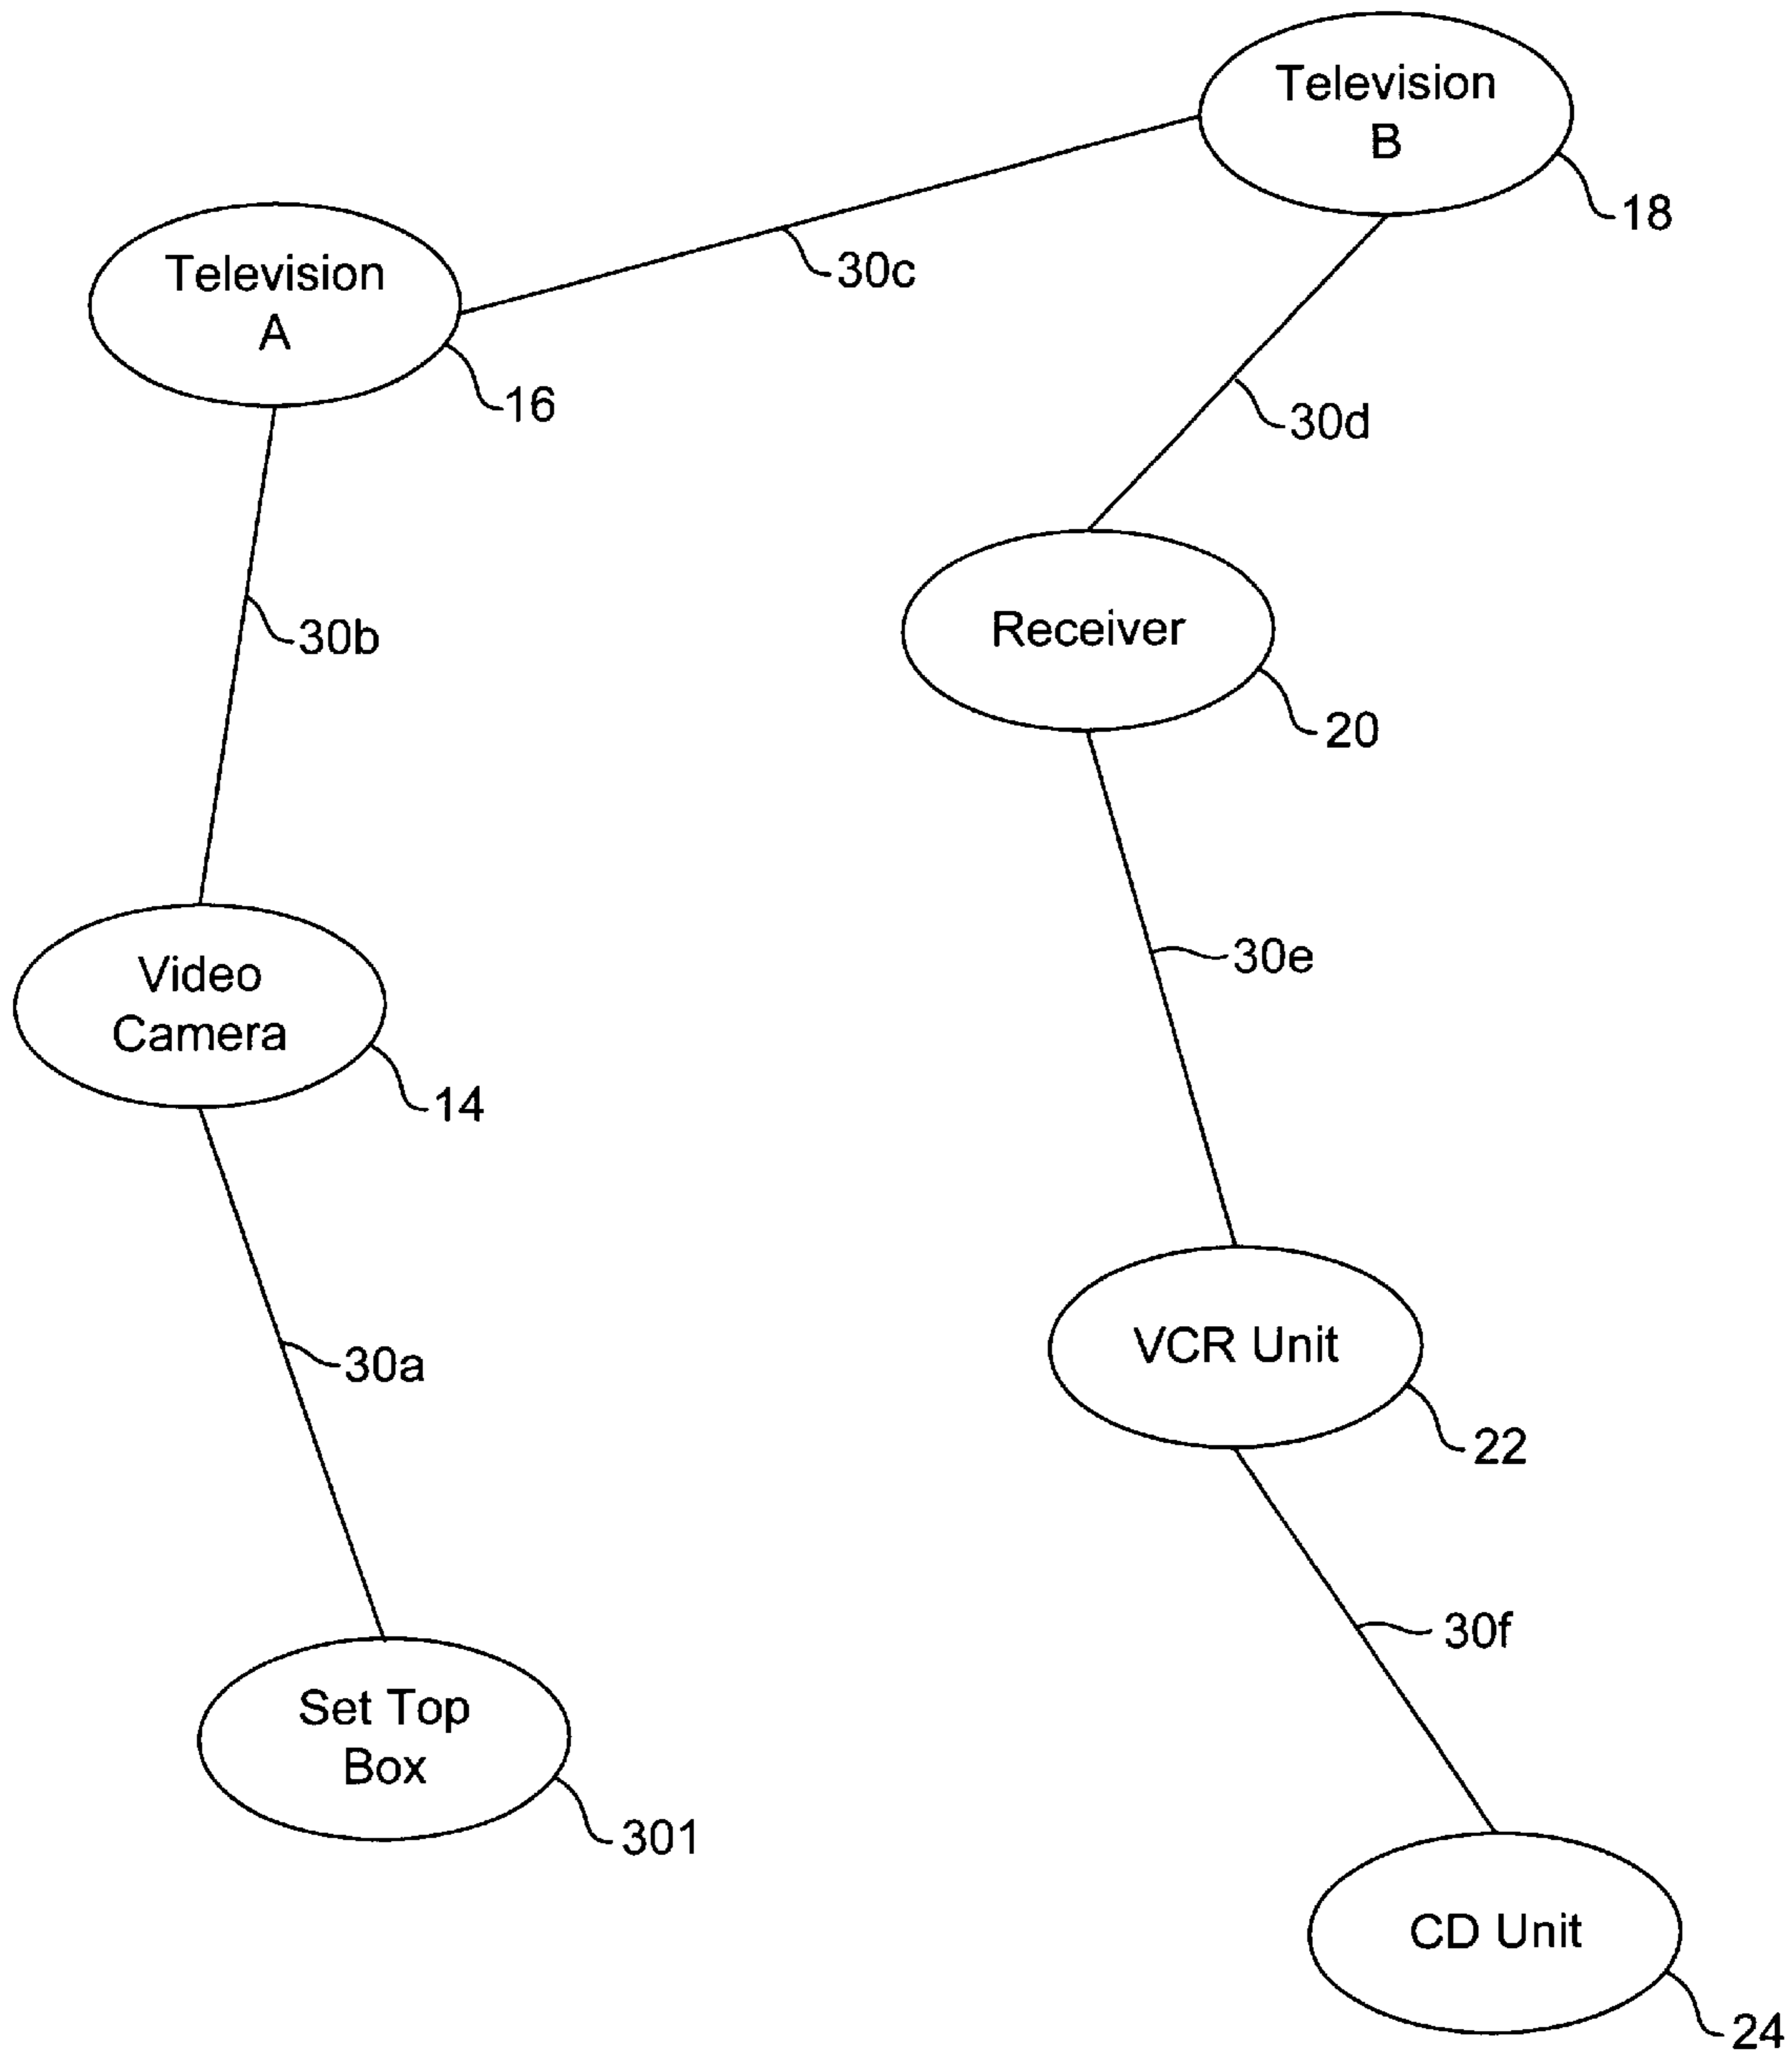 Television
B
18
Television
A
30c
16
30d
30b
Receiver
20
30e
Video
Camera
14
VCR Unit
30a
22
30f
Set Top
Box
301
CD Unit
24